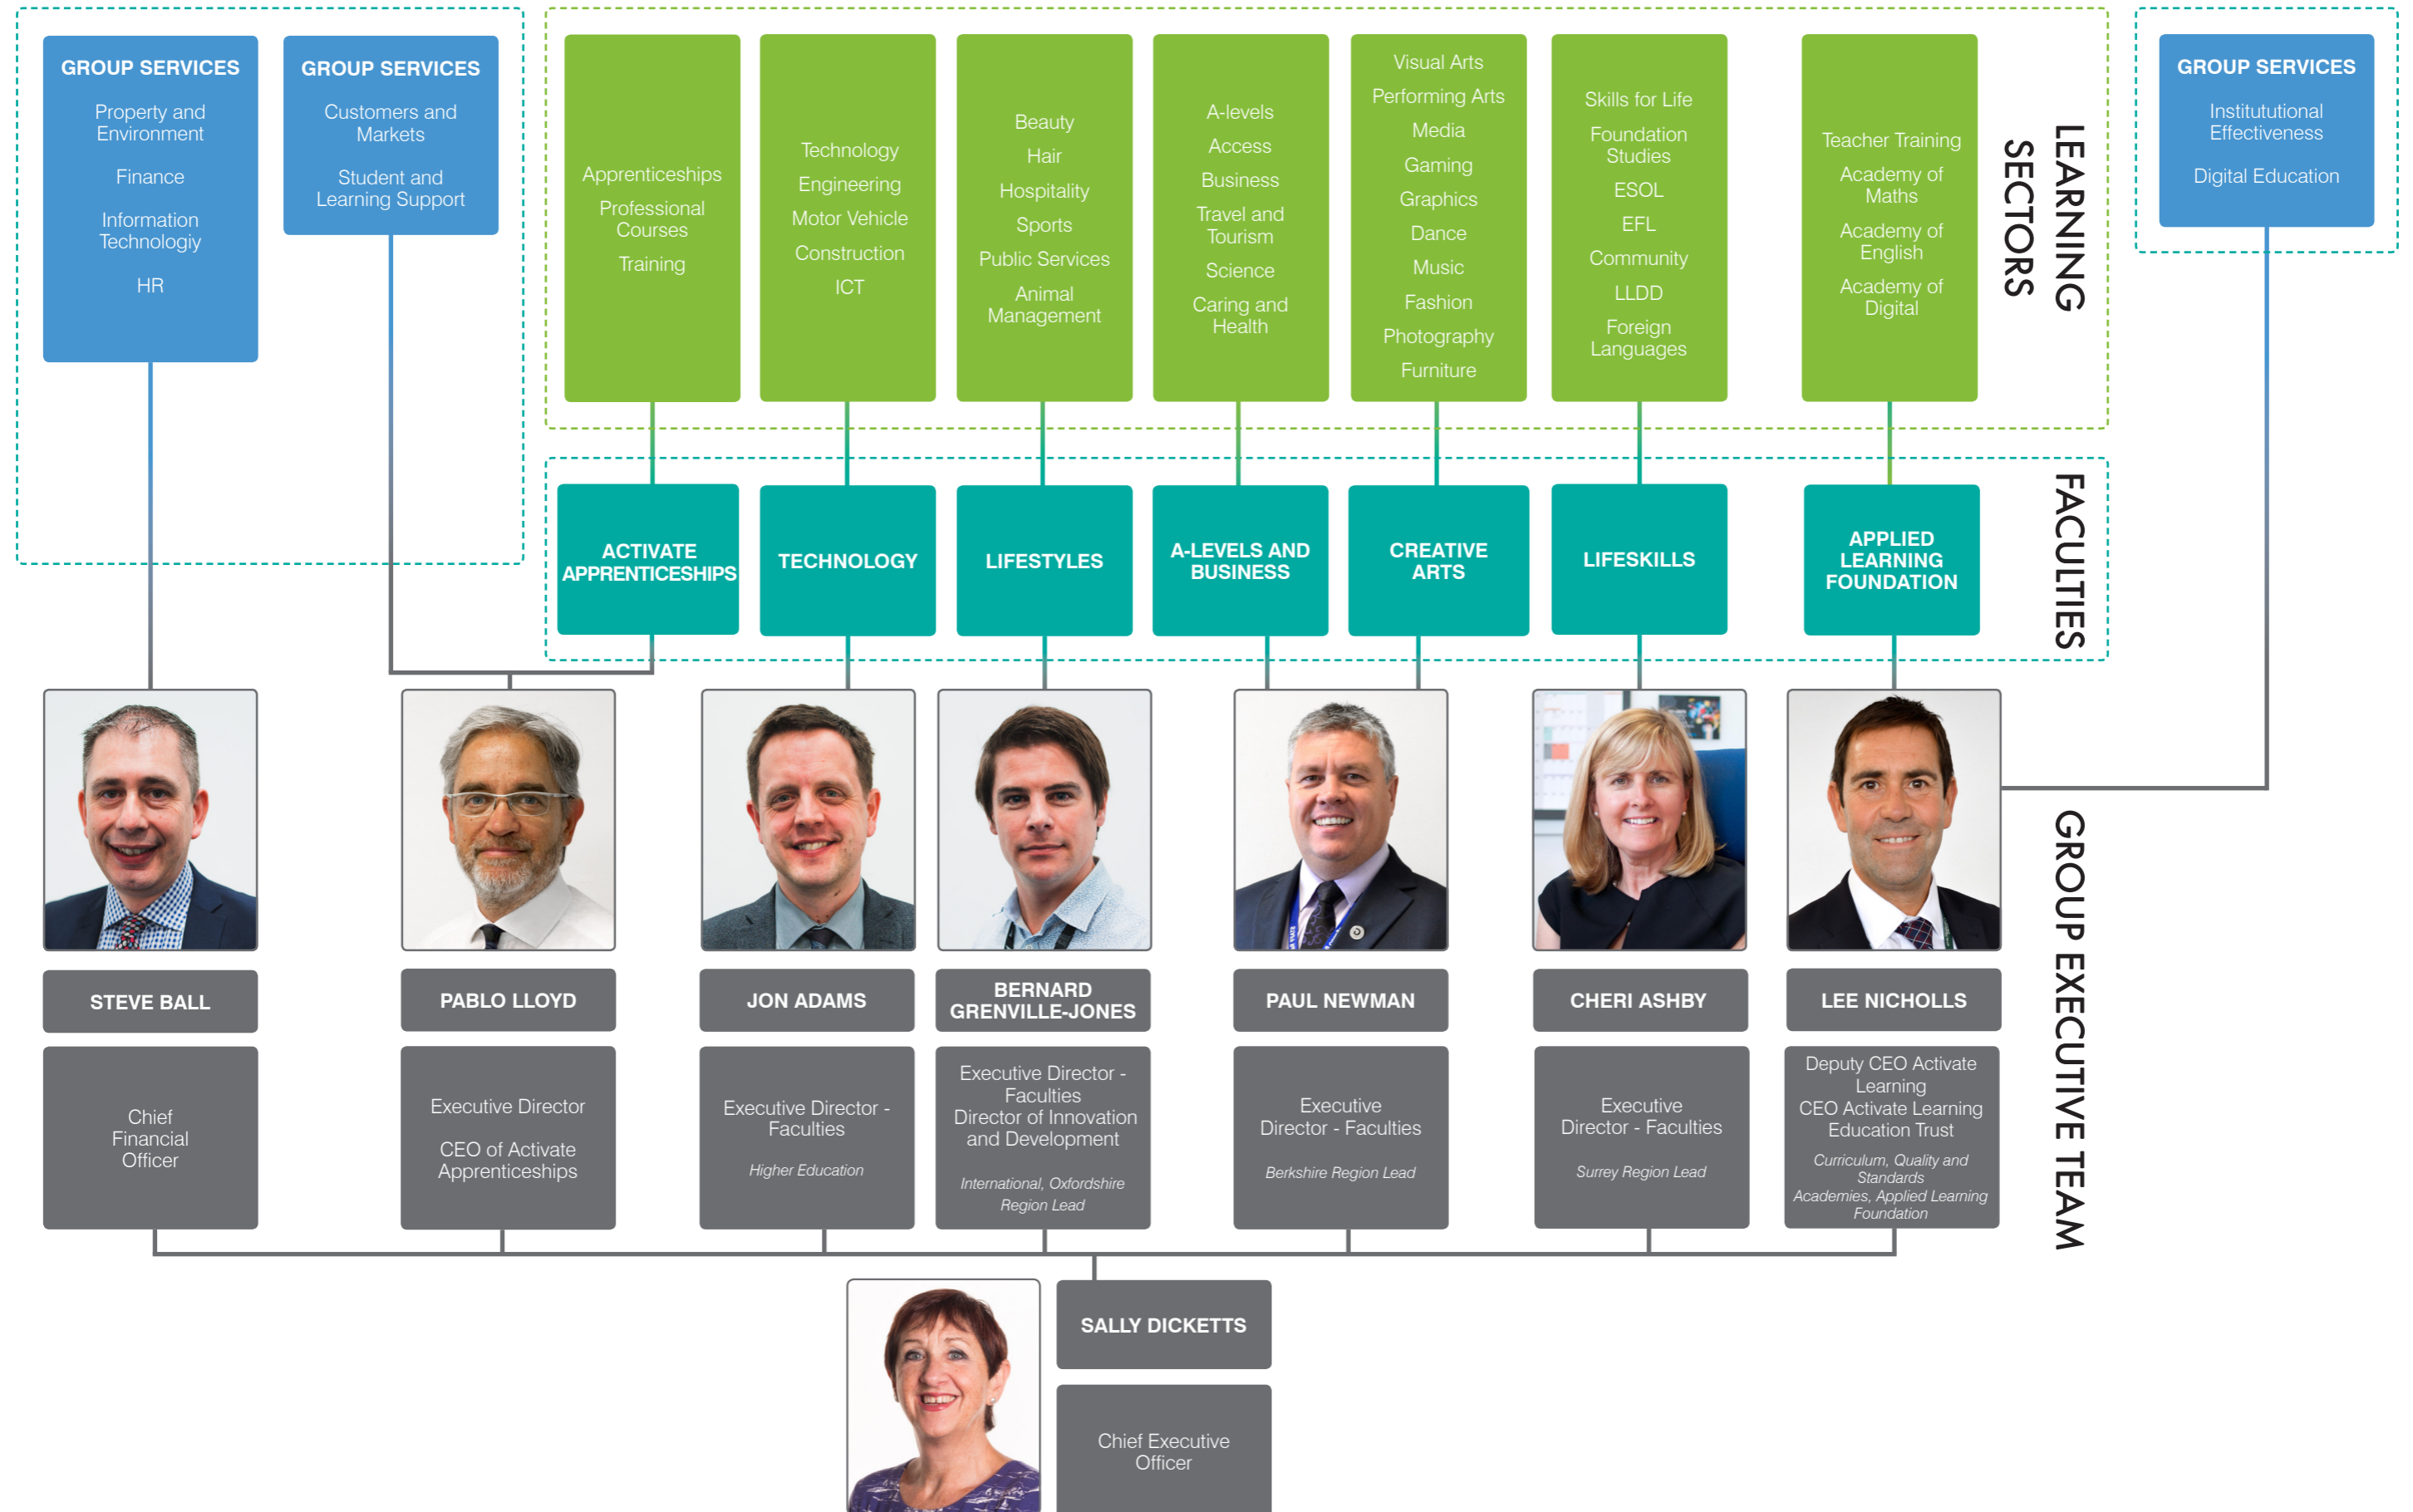 GROUP SERVICES
Property and
Environment
Finance
Information
Technologiy
HR
GROUP SERVICES
Customers and
Markets
Student and
Learning Support
Apprenticeships
Professional
Courses
Training
Technology
Engineering
Motor Vehicle
Construction
ICT
Beauty
Hair
Hospitality
Sports
Public Services
Animal
Management
A-levels
Access
Business
Travel and
Tourism
Science
Caring and
Health
Visual Arts
Performing Arts
Media
Gaming
Graphics
Dance
Music
Fashion
Photography
Furniture
Skills for Life
Foundation
Studies
ESOL
EFL
Community
LLDD
Foreign
Languages
Teacher Training
Academy of
Maths
Academy of
English
Academy of
Digital
LEARNING
SECTORS
GROUP SERVICES
Institututional
Effectiveness
Digital Education
ACTIVATE
APPRENTICESHIPS
TECHNOLOGY
LIFESTYLES
A-LEVELS AND
BUSINESS
CREATIVE
ARTS
LIFESKILLS
APPLIED
LEARNING
FOUNDATION
FACULTIES
STEVE BALL
PABLO LLOYD
JON ADAMS
BERNARD
GRENVILLE-JONES
PAUL NEWMAN
CHERI ASHBY
LEE NICHOLLS
Chief
Financial
Officer
Executive Director
CEO of Activate
Apprenticeships
Executive Director -
Faculties
Higher Education
Executive Director -
Faculties
Director of Innovation
and Development
International, Oxfordshire
Region Lead
Executive
Director - Faculties
Berkshire Region Lead
Executive
Director - Faculties
Surrey Region Lead
Deputy CEO Activate
Learning
CEO Activate Learning
Education Trust
Curriculum, Quality and
Standards
Academies, Applied Learning
Foundation
GROUP EXECUTIVE TEAM
SALLY DICKETTS
Chief Executive
Officer